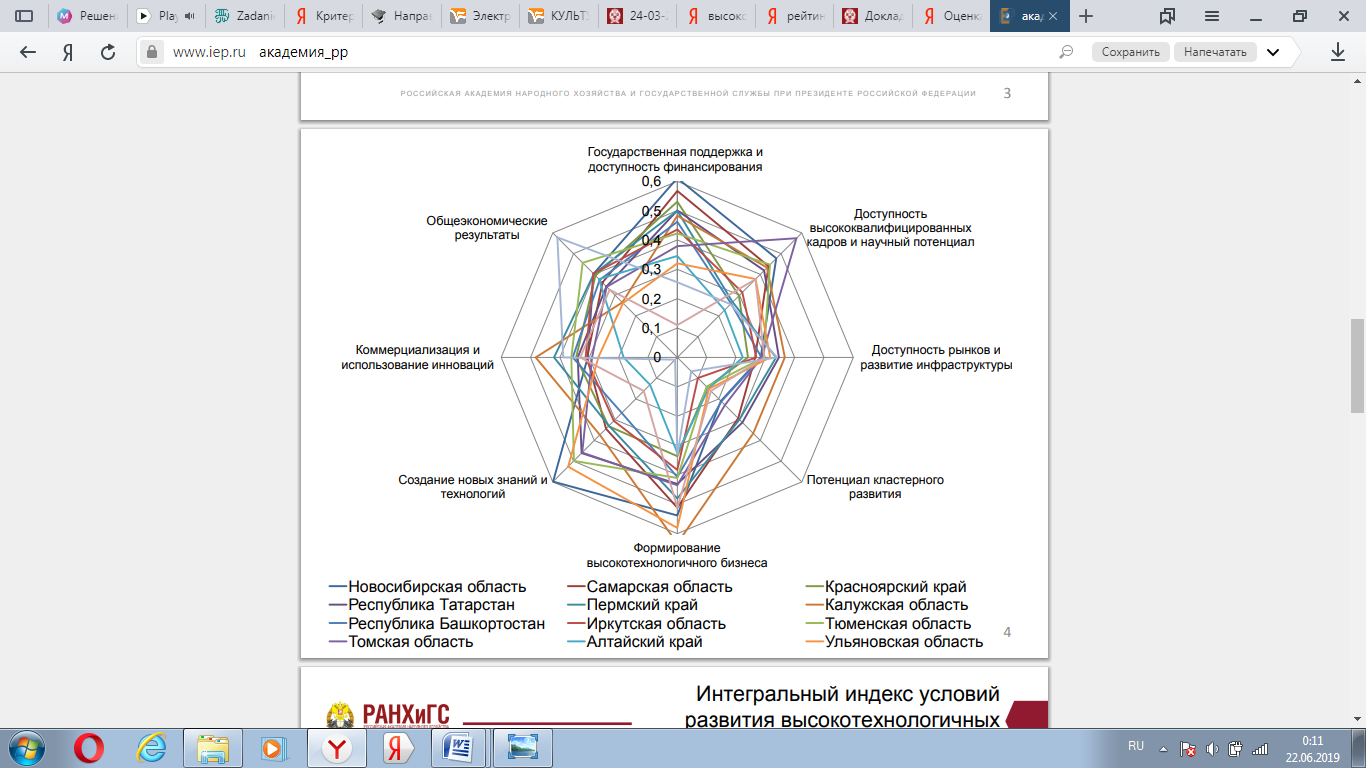 Решень
Play
Zadani
Критер
Направ
Электр
КУЛЬТ
24-03-
высоко
рейтин
Доклад
Оценка
акад
www.iep.ru академия_рр
Сохранить
Напечатать
РОССИЙСКАЯ АКАДЕМИЯ НАРОДНОГО ХОЗЯЙСТВА И ГОСУДАРСТВЕННОЙ СЛУЖБЫ ПРИ ПРЕЗИДЕНТЕ РОССИЙСКОЙ ФЕДЕРАЦИИ
3
Государственная поддержка и
доступность финансирования
0,6
0,5
0,4
0,3
0,2
0,1
0
Доступность
высококвалифицированных
кадров и научный потенциал
Доступность рынков и
развитие инфраструктуры
Потенциал кластерного
развития
Формирование
высокотехнологичного бизнеса
Создание новых знаний и
технологий
Коммерциализация и
использование инноваций
Общеэкономические
результаты
Новосибирская область
Самарская область
Красноярский край
Республика Татарстан
Пермский край
Калужская область
Республика Башкортостан
Иркутская область
Тюменская область
Томская область
Алтайский край
Ульяновская область
4
РАНХиГС
Интегральный индекс условий
развития высокотехнологичных
RU
0:11
22.06.2019